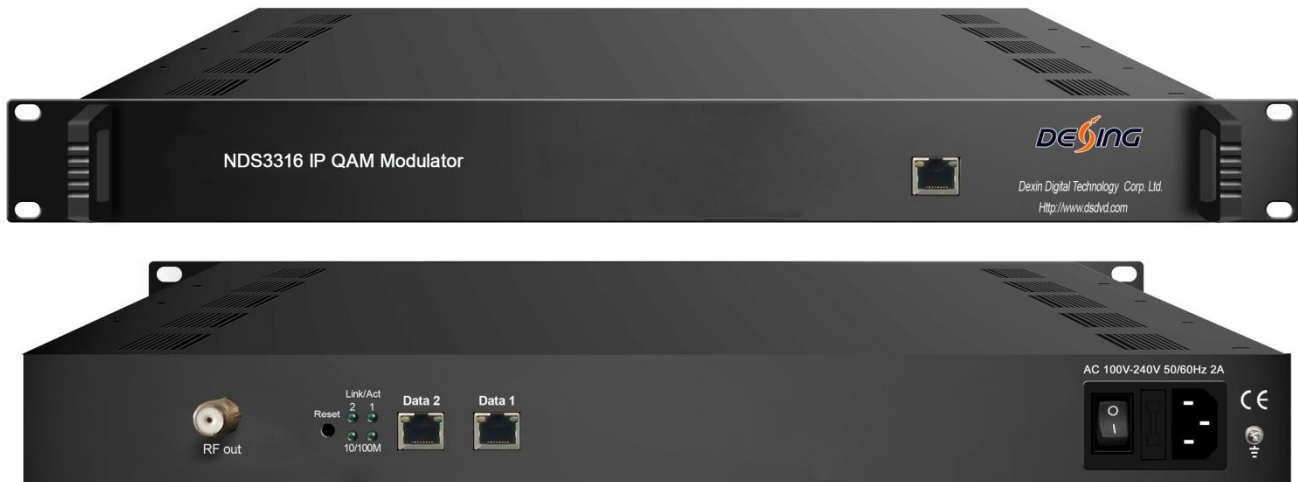 NDS3316 IP QAM Modulator
DESING
Dexin Digital Technology Corp. Ltd.
Http://www.dsdvd.com
AC 100V-240V 50/60Hz 2A
Link/Act
2 1
Reset
10/100M
Data 2
Data 1
RF out
O
I
CE